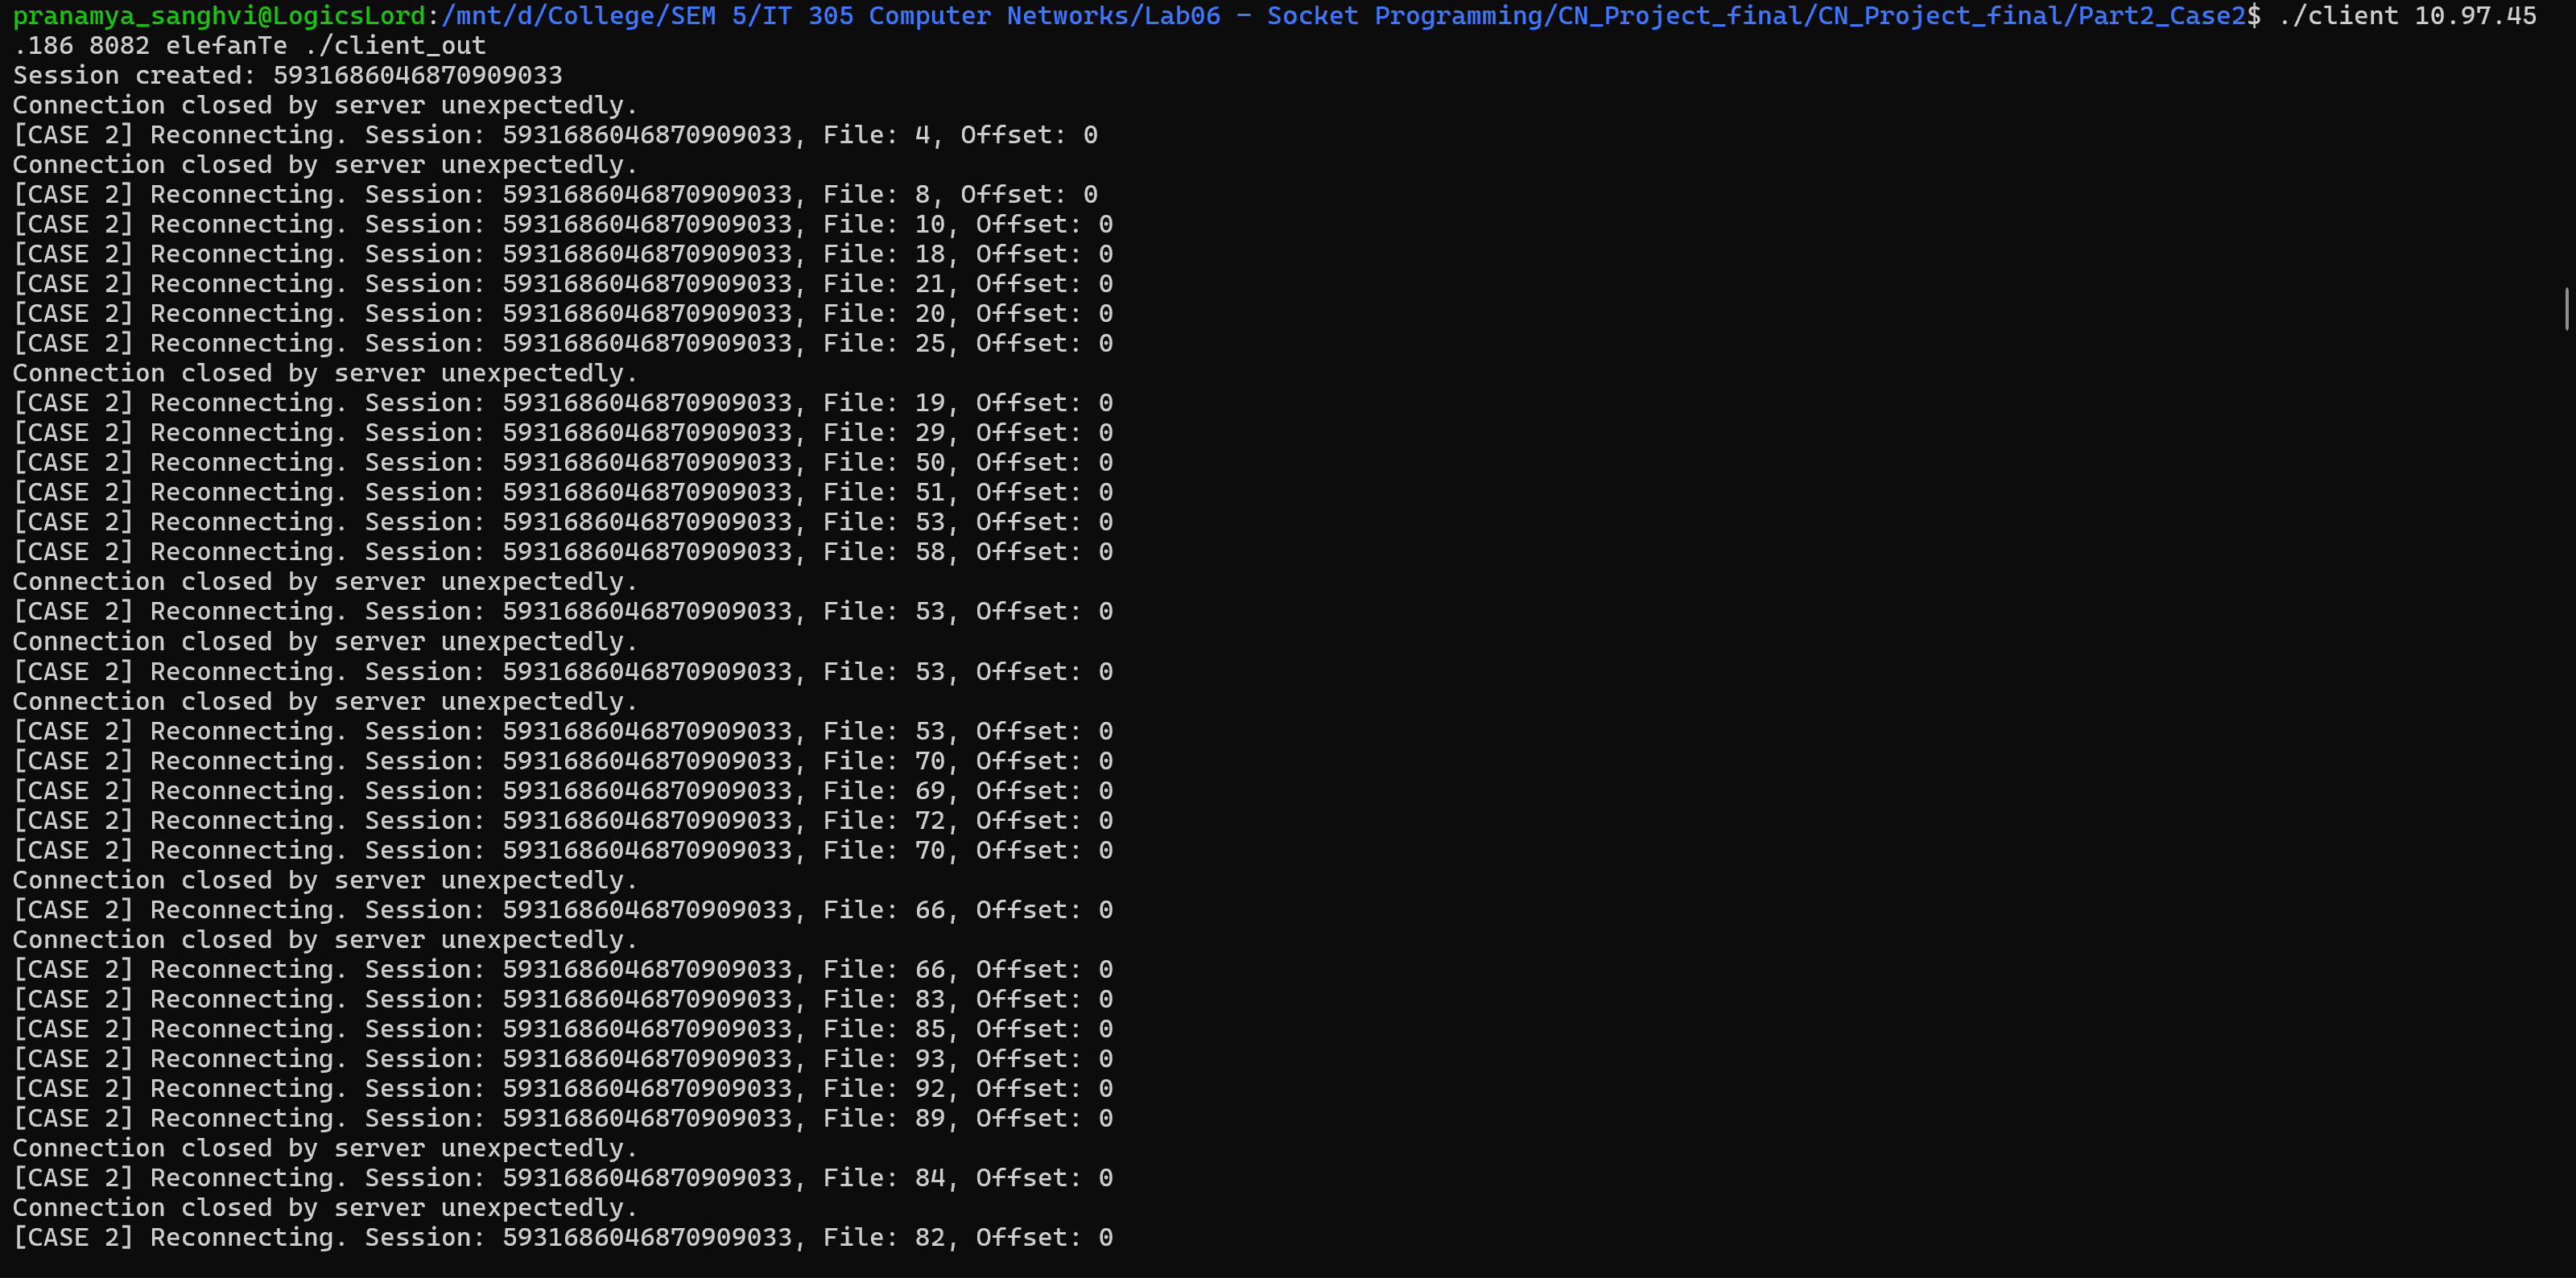 pranamya_sanghvi@LogicsLord:/mnt/d/College/SEM 5/IT 305 Computer Networks/Lab06 - Socket Programming/CN_Project_final/CN_Project_final/Part2_Case2$ ./client 10.97.45
.186 8082 elefanTe ./client_out
Session created: 5931686046870909033
Connection closed by server unexpectedly.
[CASE 2] Reconnecting. Session: 5931686046870909033, File: 4, Offset: 0
Connection closed by server unexpectedly.
[CASE 2] Reconnecting. Session: 5931686046870909033, File: 8, Offset: 0
[CASE 2] Reconnecting. Session: 5931686046870909033, File: 10, Offset: 0
[CASE 2] Reconnecting. Session: 5931686046870909033, File: 18, Offset: 0
[CASE 2] Reconnecting. Session: 5931686046870909033, File: 21, Offset: 0
[CASE 2] Reconnecting. Session: 5931686046870909033, File: 20, Offset: 0
[CASE 2] Reconnecting. Session: 5931686046870909033, File: 25, Offset: 0
Connection closed by server unexpectedly.
[CASE 2] Reconnecting. Session: 5931686046870909033, File: 19, Offset: 0
[CASE 2] Reconnecting. Session: 5931686046870909033, File: 29, Offset: 0
[CASE 2] Reconnecting. Session: 5931686046870909033, File: 50, Offset: 0
[CASE 2] Reconnecting. Session: 5931686046870909033, File: 51, Offset: 0
[CASE 2] Reconnecting. Session: 5931686046870909033, File: 53, Offset: 0
[CASE 2] Reconnecting. Session: 5931686046870909033, File: 58, Offset: 0
Connection closed by server unexpectedly.
[CASE 2] Reconnecting. Session: 5931686046870909033, File: 53, Offset: 0
Connection closed by server unexpectedly.
[CASE 2] Reconnecting. Session: 5931686046870909033, File: 53, Offset: 0
Connection closed by server unexpectedly.
[CASE 2] Reconnecting. Session: 5931686046870909033, File: 53, Offset: 0
[CASE 2] Reconnecting. Session: 5931686046870909033, File: 70, Offset: 0
[CASE 2] Reconnecting. Session: 5931686046870909033, File: 69, Offset: 0
[CASE 2] Reconnecting. Session: 5931686046870909033, File: 72, Offset: 0
[CASE 2] Reconnecting. Session: 5931686046870909033, File: 70, Offset: 0
Connection closed by server unexpectedly.
[CASE 2] Reconnecting. Session: 5931686046870909033, File: 66, Offset: 0
Connection closed by server unexpectedly.
[CASE 2] Reconnecting. Session: 5931686046870909033, File: 66, Offset: 0
[CASE 2] Reconnecting. Session: 5931686046870909033, File: 83, Offset: 0
[CASE 2] Reconnecting. Session: 5931686046870909033, File: 85, Offset: 0
[CASE 2] Reconnecting. Session: 5931686046870909033, File: 93, Offset: 0
[CASE 2] Reconnecting. Session: 5931686046870909033, File: 92, Offset: 0
[CASE 2] Reconnecting. Session: 5931686046870909033, File: 89, Offset: 0
Connection closed by server unexpectedly.
[CASE 2] Reconnecting. Session: 5931686046870909033, File: 84, Offset: 0
Connection closed by server unexpectedly.
[CASE 2] Reconnecting. Session: 5931686046870909033, File: 82, Offset: 0